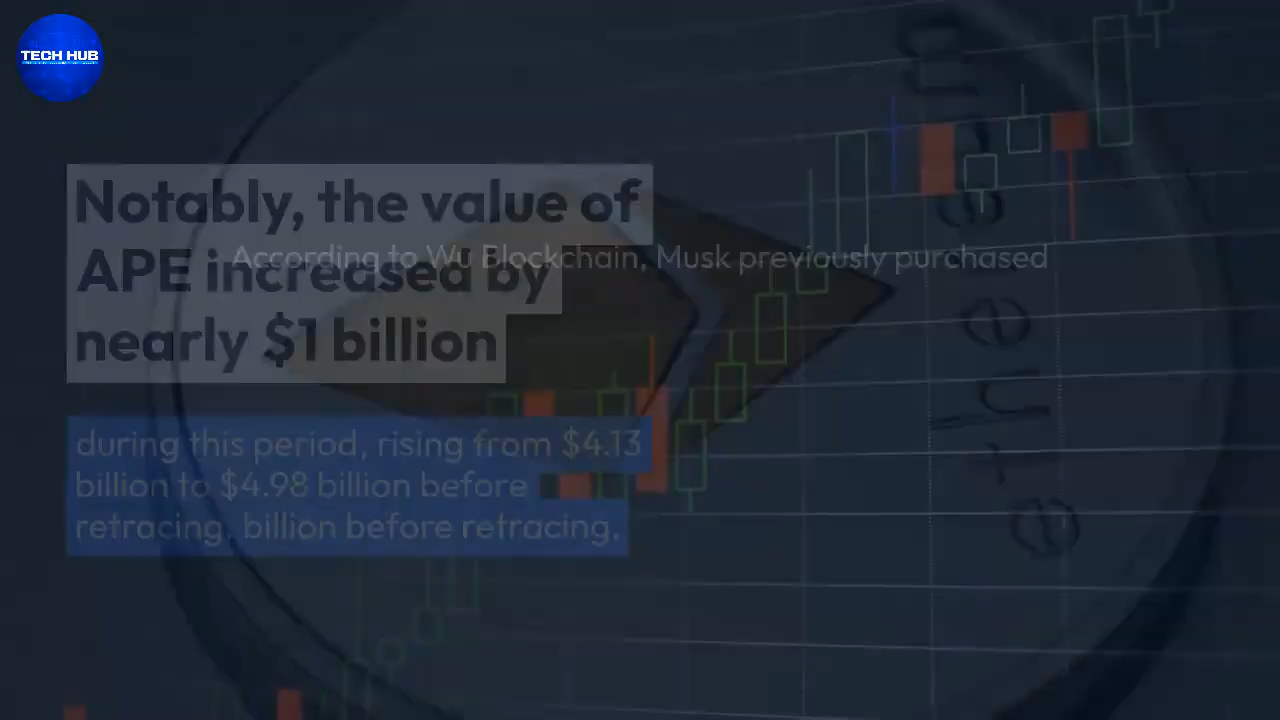 TECH HUB
Notably, the value of
According to Wu Blockchain, Musk previously purchased
APE increased by
nearly $1 billion
during this period, rising from $4.13
billion to $4.98 billion before
retracing. billion before retracing.
ethereum